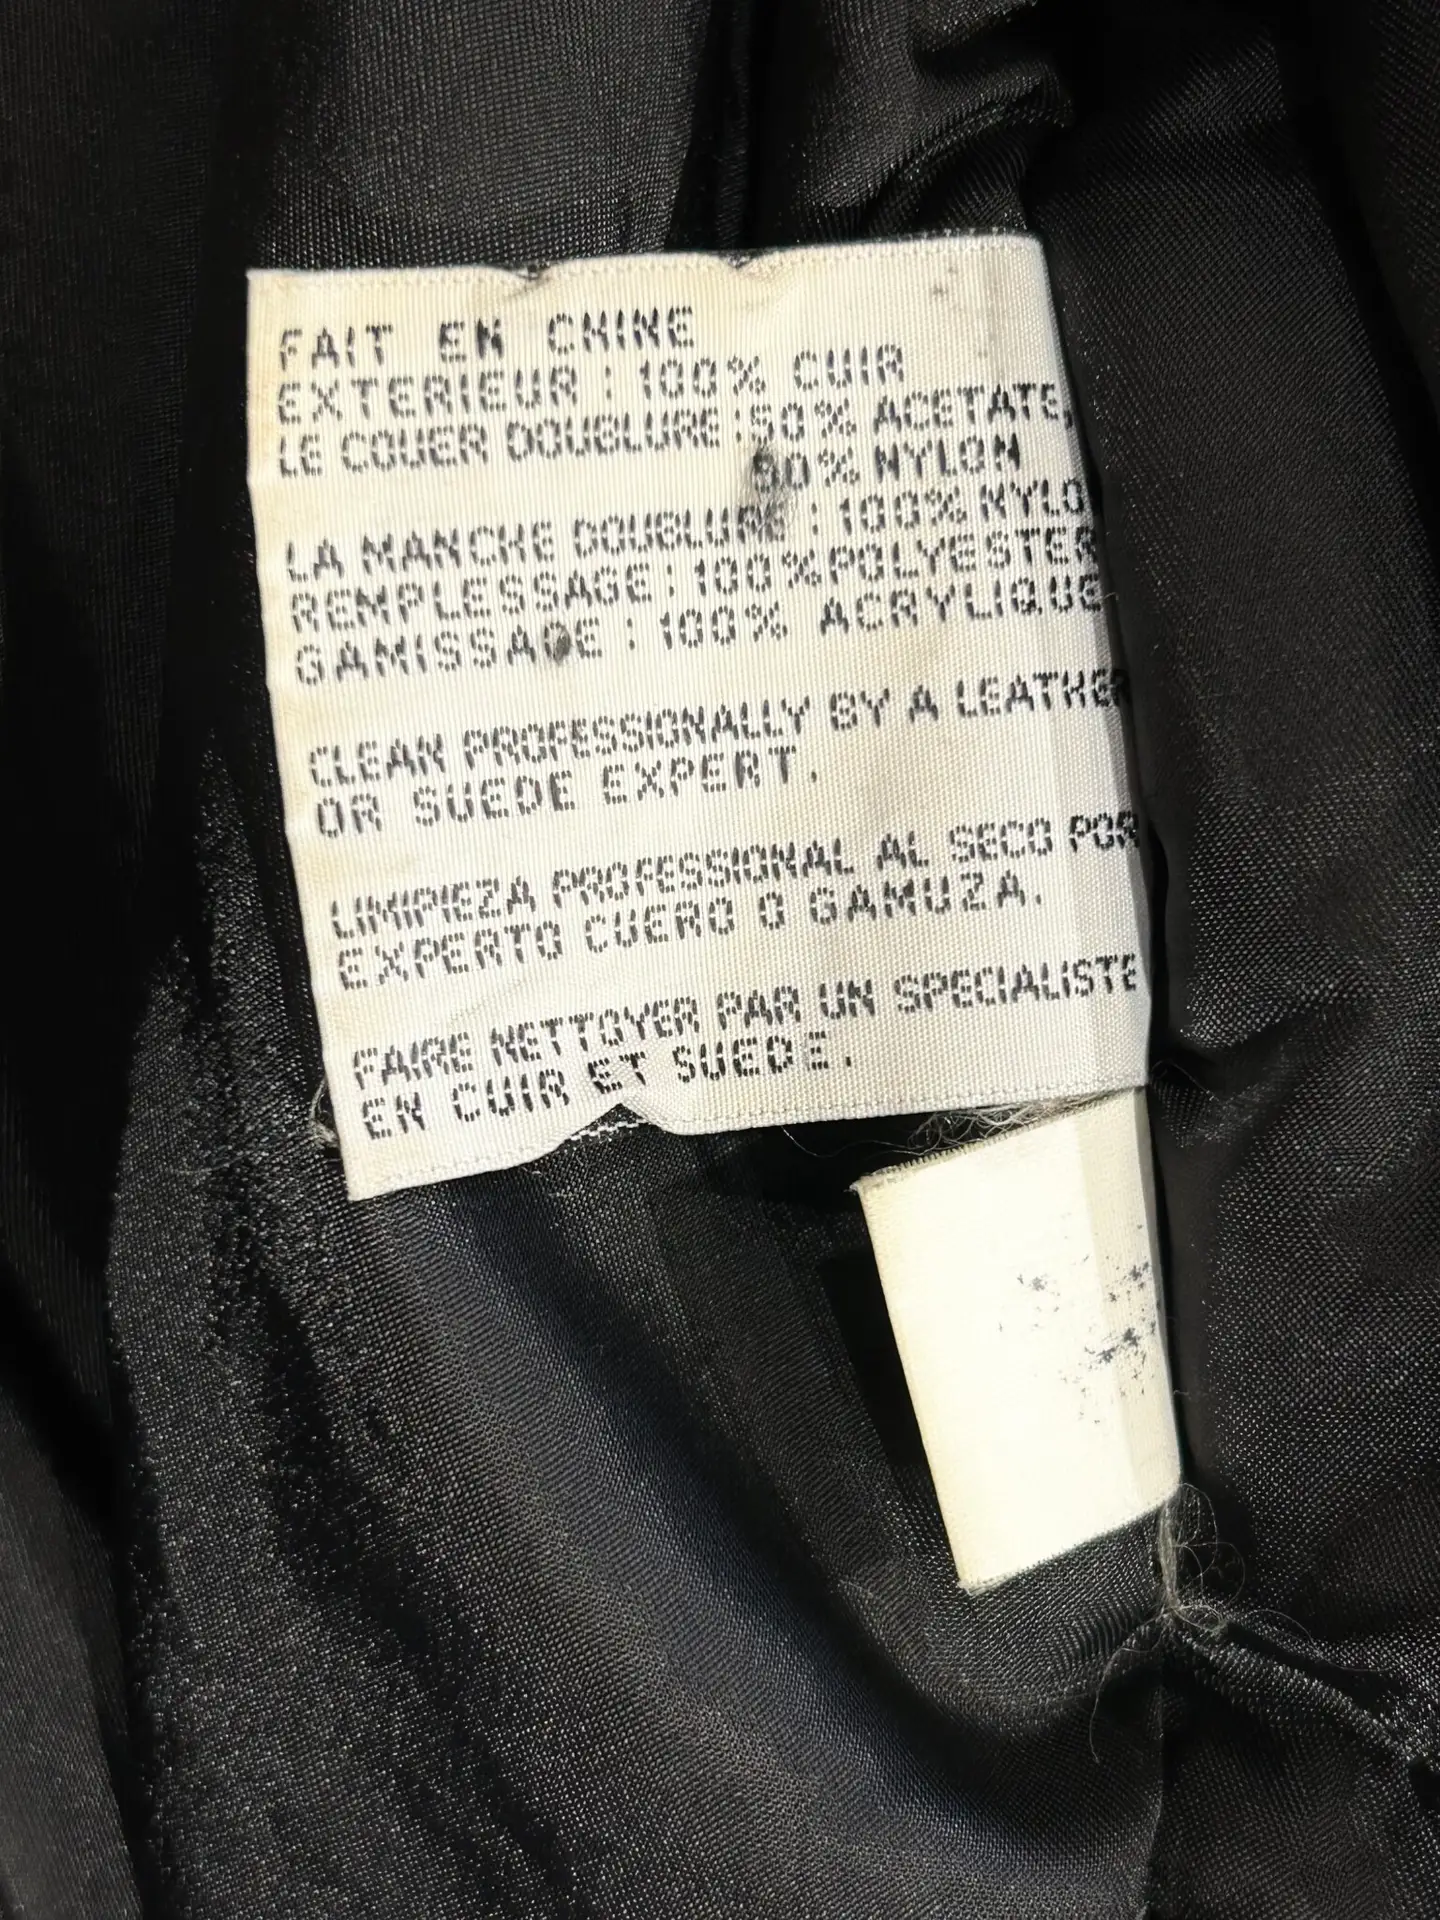 FAIT EN CHINE
EXTERIEUR : 100% CUIR
LE COUER DOUBLURE :50% ACETATE,
50% NYLON
LA MANCHE DOUBLURE : 100% NYLO
REMPLESSAGE : 100% POLYESTER
GAMISSAGE : 100% ACRYLIQUE
CLEAN PROFESSIONALLY BY A LEATHER
OR SUEDE EXPERT.
LIMIPIEZA PROFESSIONAL AL SECO POR
EXPERTO CUERO O GAMUZA.
FAIRE NETTOYER PAR UN SPECIALISTE
EN CUIR ET SUEDE.